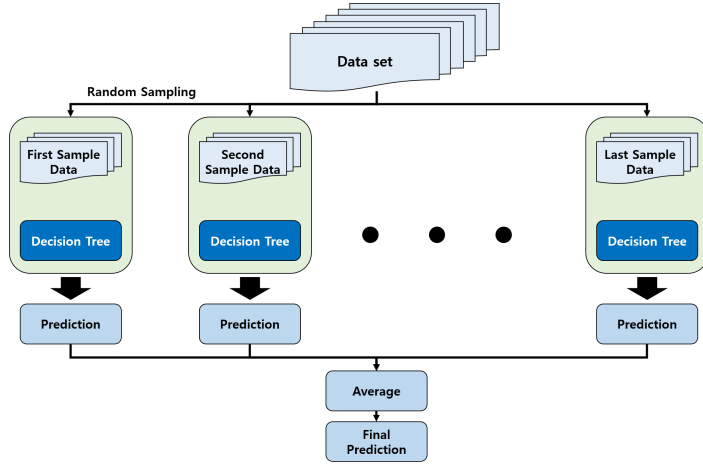 Data set
Random Sampling
First Sample
Data
Second
Sample Data
Last Sample
Data
Decision Tree
Decision Tree
Decision Tree
Prediction
Prediction
Prediction
Average
Final
Prediction